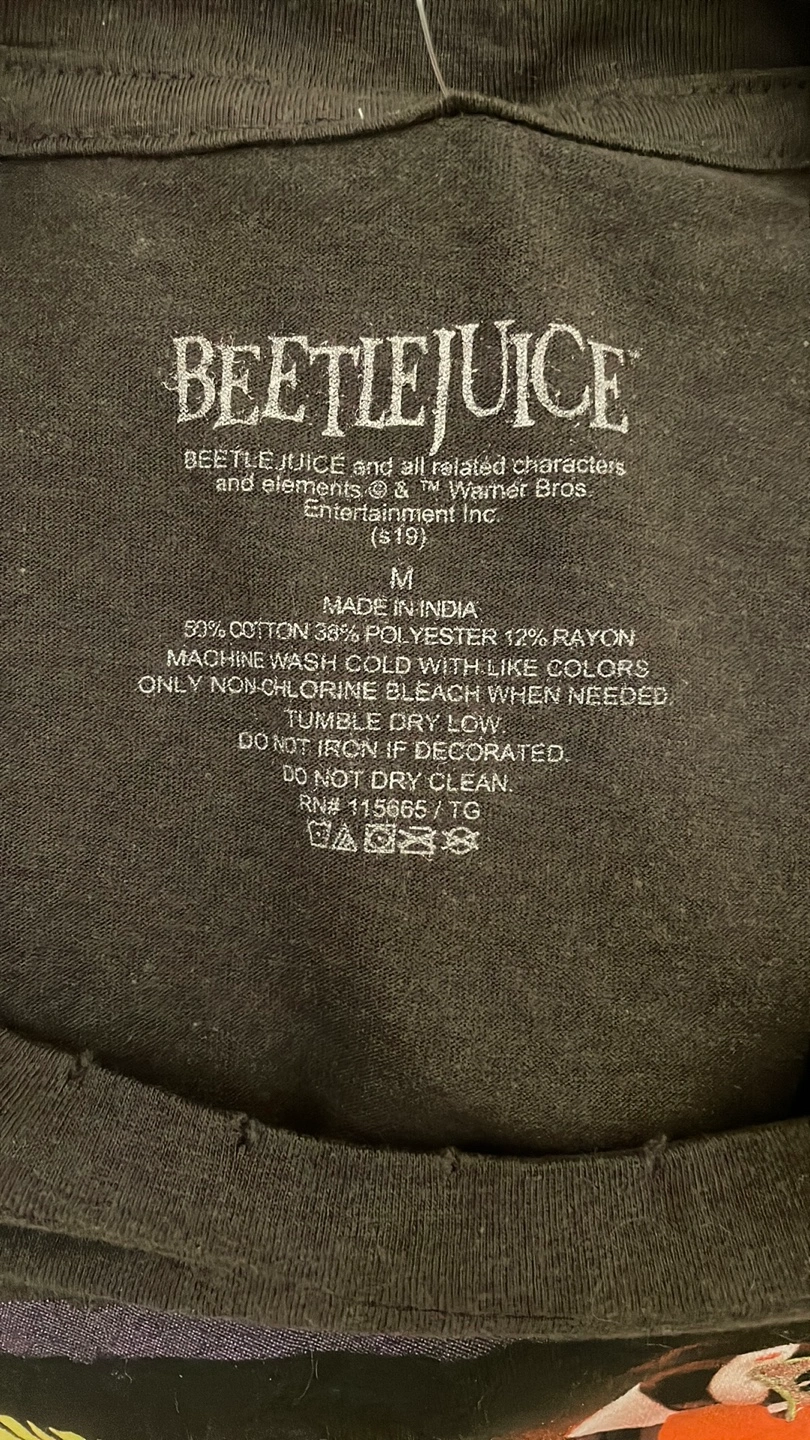 BEETLEJUICE™
BEETLEJUICE and all related characters
and elements © & ™ Warner Bros.
Entertainment Inc.
(s19)
M
MADE IN INDIA
50% COTTON 38% POLYESTER 12% RAYON
MACHINE WASH COLD WITH LIKE COLORS
ONLY NON-CHLORINE BLEACH WHEN NEEDED.
TUMBLE DRY LOW.
DO NOT IRON IF DECORATED.
DO NOT DRY CLEAN.
RN# 115665 / TG